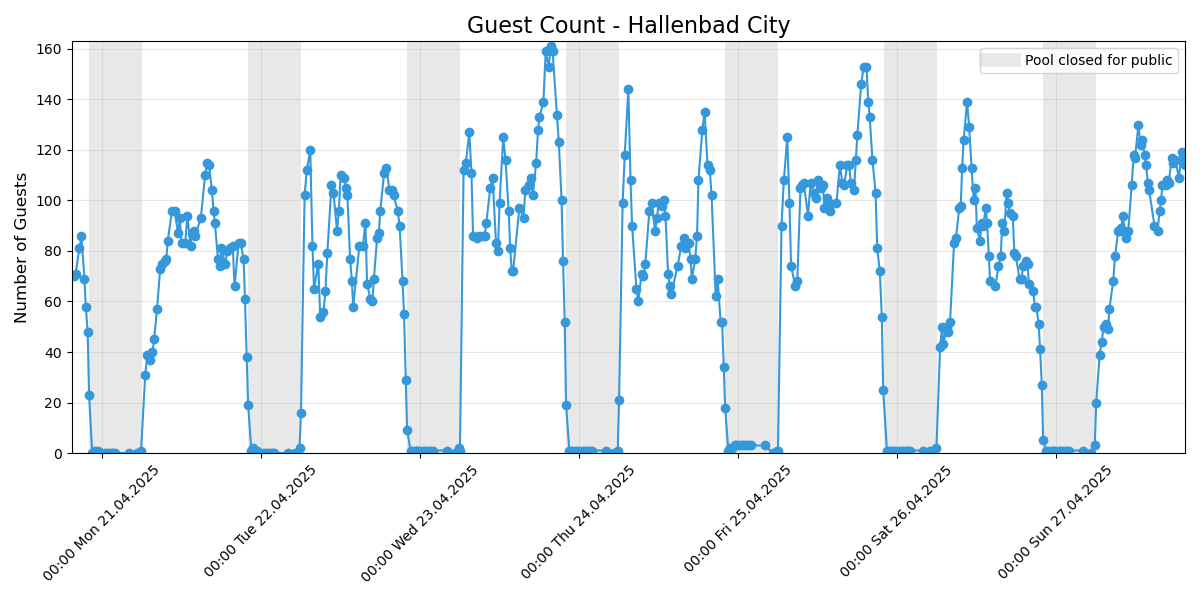 Guest Count - Hallenbad City
Pool closed for public
Number of Guests
160
140
120
100
80
60
40
20
0
00:00 Mon 21.04.2025
00:00 Tue 22.04.2025
00:00 Wed 23.04.2025
00:00 Thu 24.04.2025
00:00 Fri 25.04.2025
00:00 Sat 26.04.2025
00:00 Sun 27.04.2025